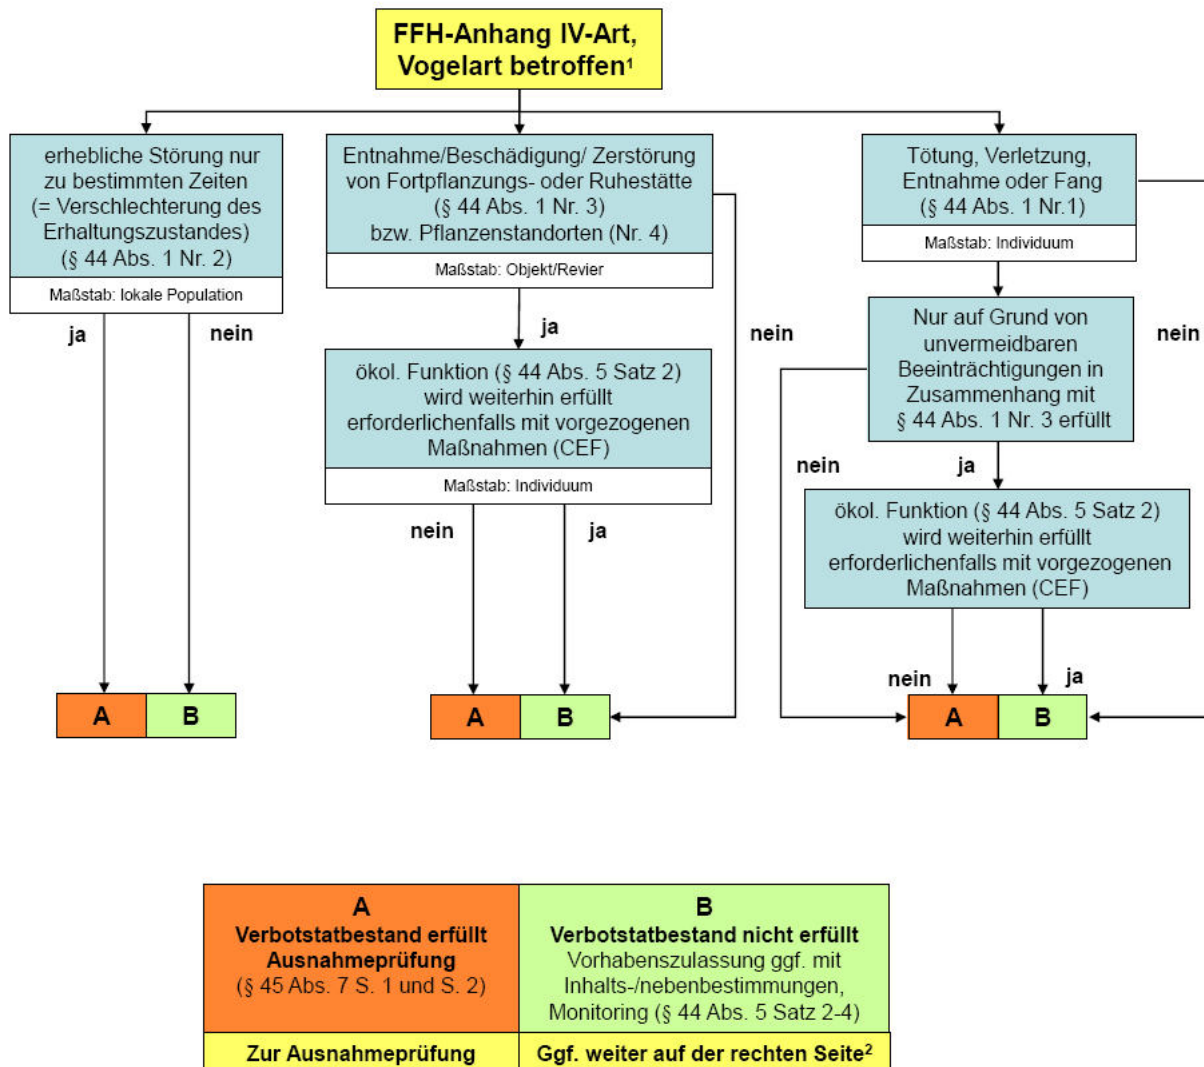 FFH-Anhang IV-Art,
Vogelart betroffen¹
erhebliche Störung nur
zu bestimmten Zeiten
(= Verschlechterung des
Erhaltungszustandes)
(§ 44 Abs. 1 Nr. 2)
Maßstab: lokale Population
ja
nein
Entnahme/Beschädigung/ Zerstörung
von Fortpflanzungs- oder Ruhestätte
(§ 44 Abs. 1 Nr. 3)
bzw. Pflanzenstandorten (Nr. 4)
Maßstab: Objekt/Revier
ja
nein
ökol. Funktion (§ 44 Abs. 5 Satz 2)
wird weiterhin erfüllt
erforderlichenfalls mit vorgezogenen
Maßnahmen (CEF)
Maßstab: Individuum
nein
ja
Tötung, Verletzung,
Entnahme oder Fang
(§ 44 Abs. 1 Nr.1)
Maßstab: Individuum
nein
Nur auf Grund von
unvermeidbaren
Beeinträchtigungen in
Zusammenhang mit
§ 44 Abs. 1 Nr. 3 erfüllt
nein
ja
ökol. Funktion (§ 44 Abs. 5 Satz 2)
wird weiterhin erfüllt
erforderlichenfalls mit vorgezogenen
Maßnahmen (CEF)
nein
ja
A B
A B
A B
A
Verbotstatbestand erfüllt
Ausnahmeprüfung
(§ 45 Abs. 7 S. 1 und S. 2)
B
Verbotstatbestand nicht erfüllt
Vorhabenszulassung ggf. mit
Inhalts-/nebenbestimmungen,
Monitoring (§ 44 Abs. 5 Satz 2-4)
Zur Ausnahmeprüfung
Ggf. weiter auf der rechten Seite²